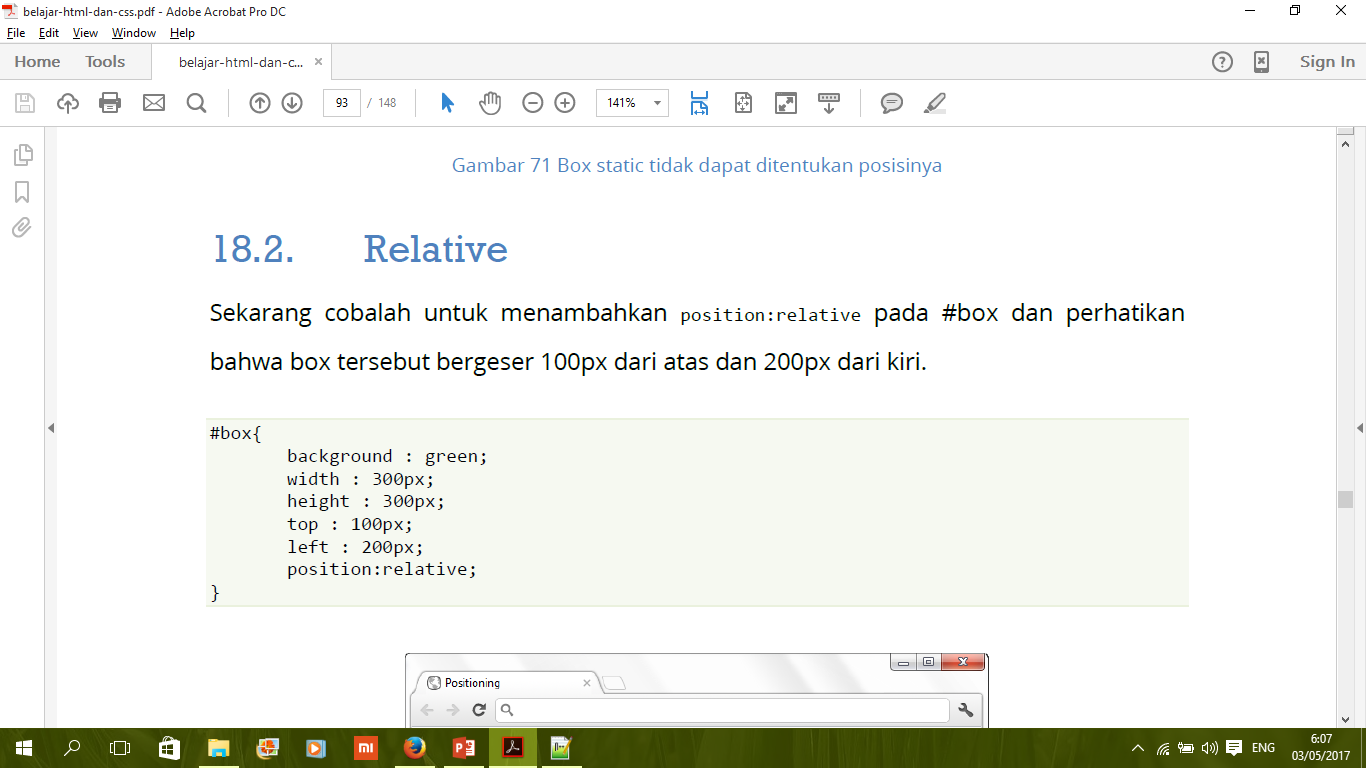 belajar-html-dan-css.pdf - Adobe Acrobat Pro DC
File Edit View Window Help
Home Tools belajar-html-dan-c... × Sign In
93 / 148 141%
Gambar 71 Box static tidak dapat ditentukan posisinya
18.2. Relative
Sekarang cobalah untuk menambahkan position:relative pada #box dan perhatikan
bahwa box tersebut bergeser 100px dari atas dan 200px dari kiri.
#box{
background : green;
width : 300px;
height : 300px;
top : 100px;
left : 200px;
position:relative;
}
Positioning
mi
ENG
6:07
03/05/2017